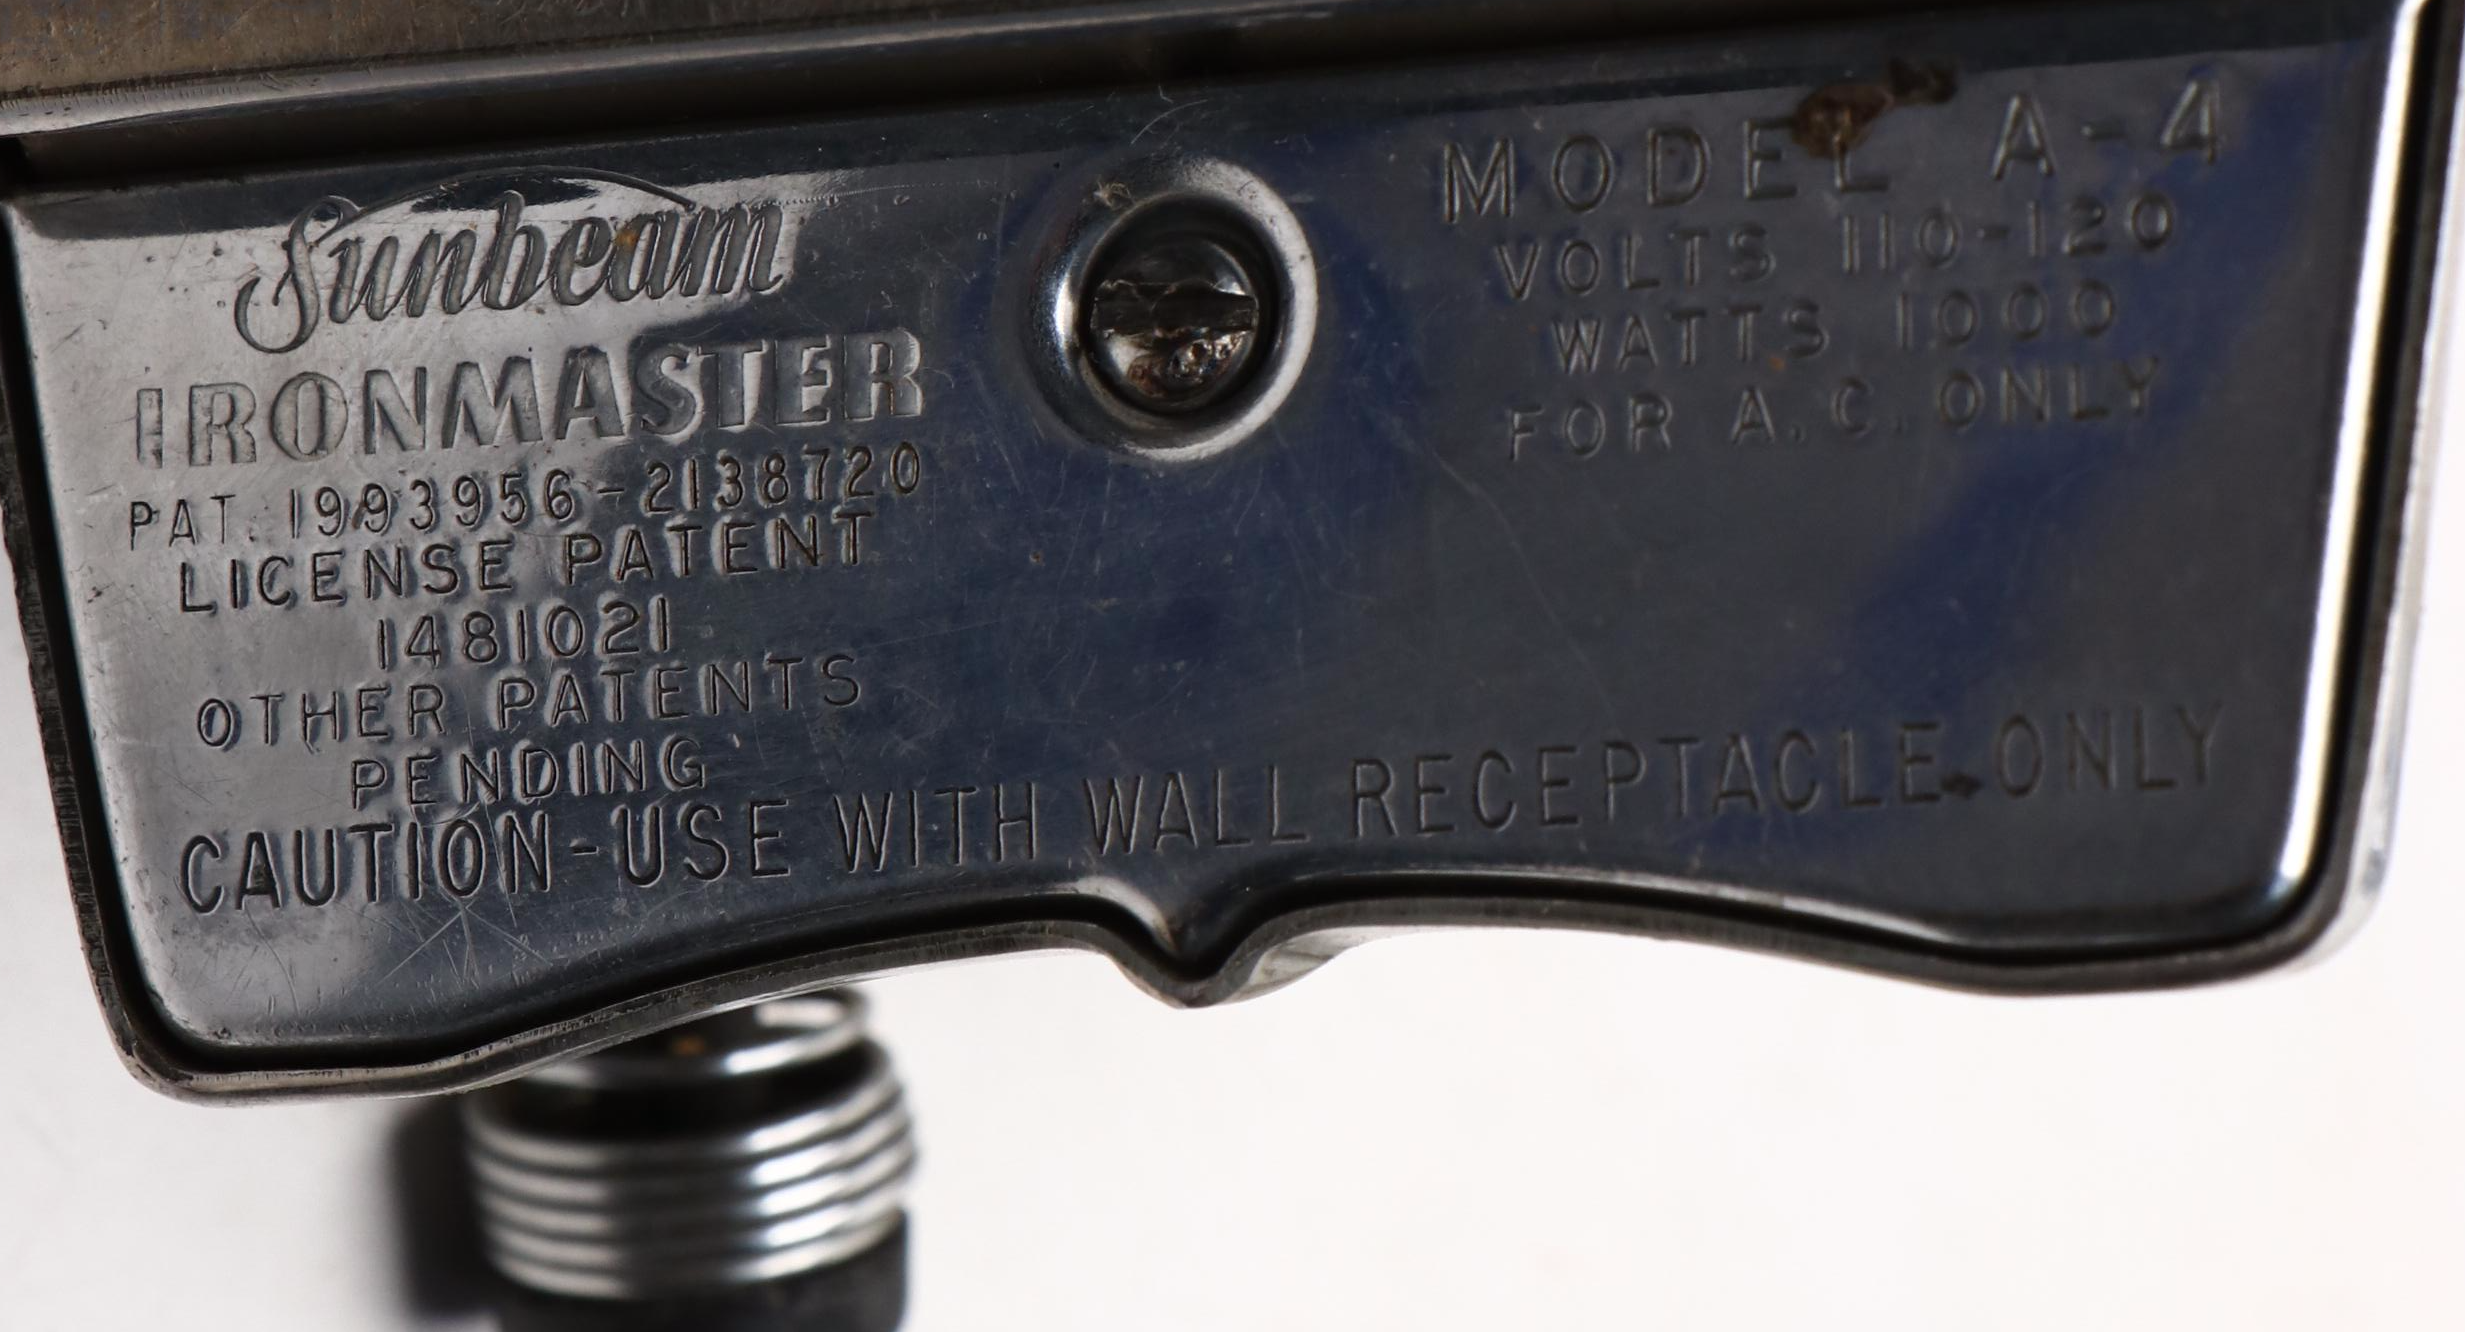 Sunbeam
IRONMASTER
PAT. 1993956-2138720
LICENSE PATENT
1481021
OTHER PATENTS
PENDING
MODEL A-4
VOLTS 110-120
WATTS 1000
FOR A.C. ONLY
CAUTION-USE WITH WALL RECEPTACLE ONLY